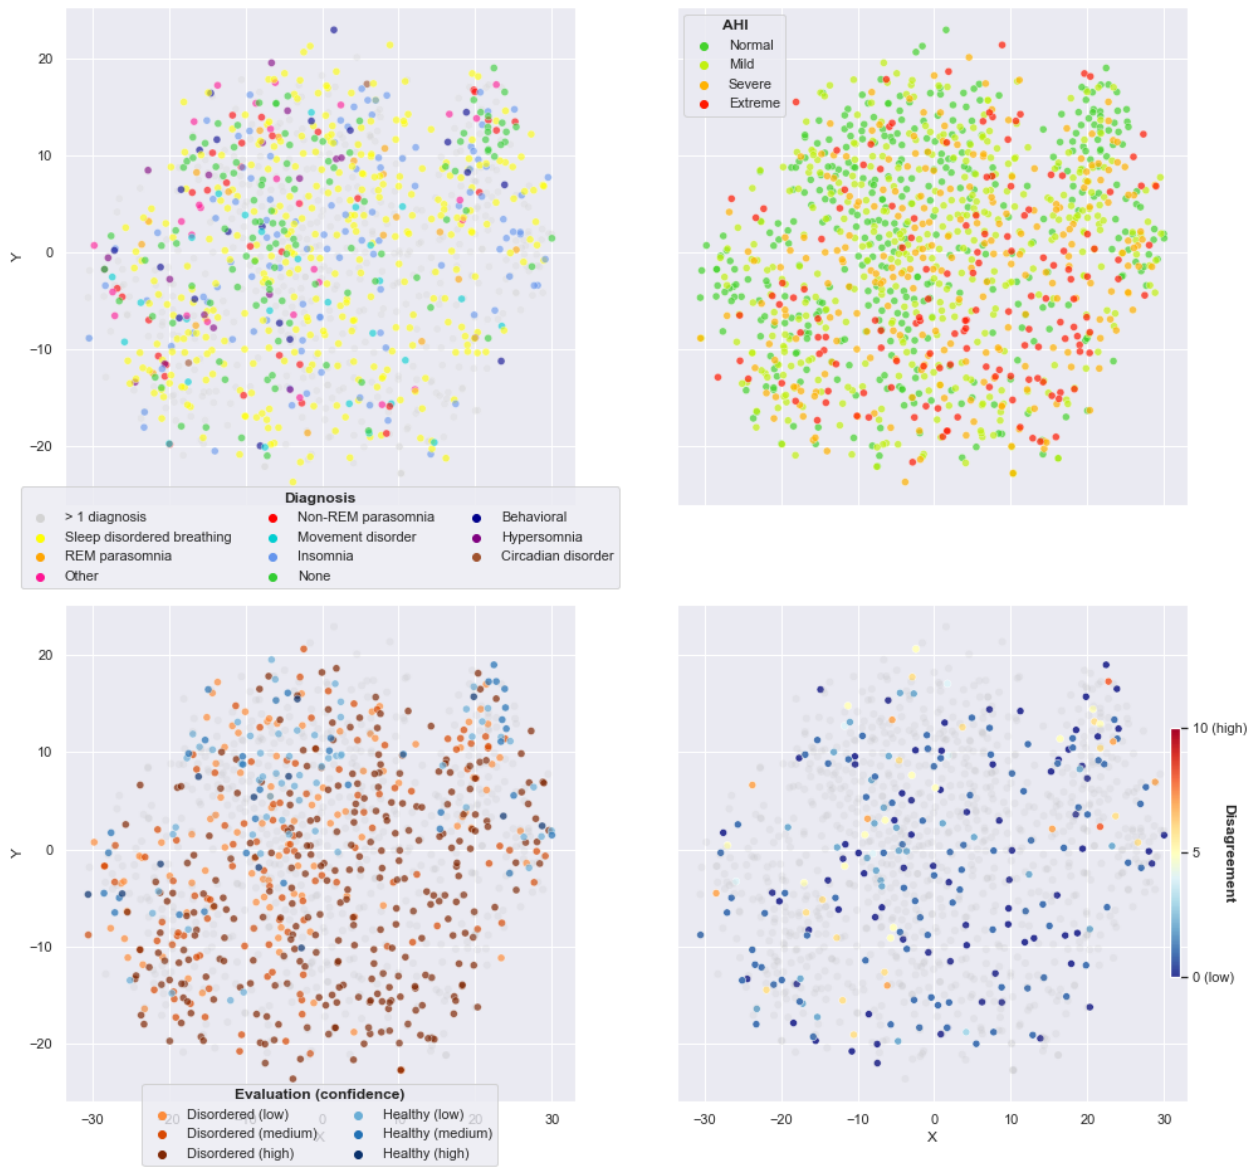 20
10
0
−10
−20
Y
AHI
Normal
Mild
Severe
Extreme
Diagnosis
> 1 diagnosis
Sleep disordered breathing
REM parasomnia
Other
Non-REM parasomnia
Movement disorder
Insomnia
None
Behavioral
Hypersomnia
Circadian disorder
20
10
0
−10
−20
Y
−30
−20
0
20
30
X
Evaluation (confidence)
Disordered (low)
Disordered (medium)
Disordered (high)
Healthy (low)
Healthy (medium)
Healthy (high)
−30
−20
−10
0
10
20
30
X
10 (high)
5
0 (low)
Disagreement